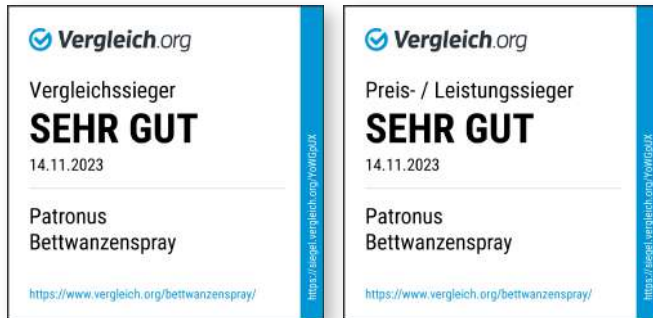 Vergleich.org
Vergleichssieger
SEHR GUT
14.11.2023
Patronus
Bettwanzenspray
https://www.vergleich.org/bettwanzenspray/
https://siegel.vergleich.org/YoWGpUX
Vergleich.org
Preis- / Leistungssieger
SEHR GUT
14.11.2023
Patronus
Bettwanzenspray
https://www.vergleich.org/bettwanzenspray/
https://siegel.vergleich.org/YoWGpUX